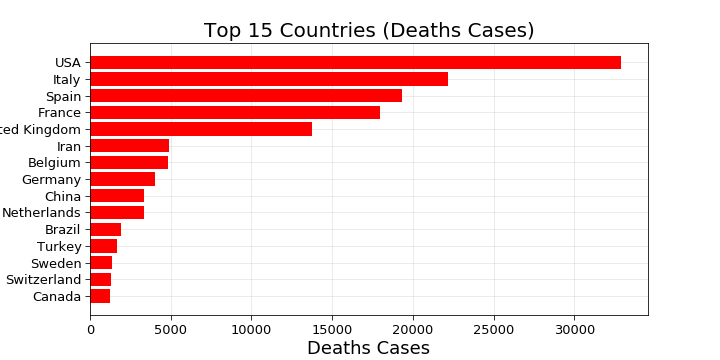 Top 15 Countries (Deaths Cases)
USA
Italy
Spain
France
ted Kingdom
Iran
Belgium
Germany
China
Netherlands
Brazil
Turkey
Sweden
Switzerland
Canada
0 5000 10000 15000 20000 25000 30000
Deaths Cases